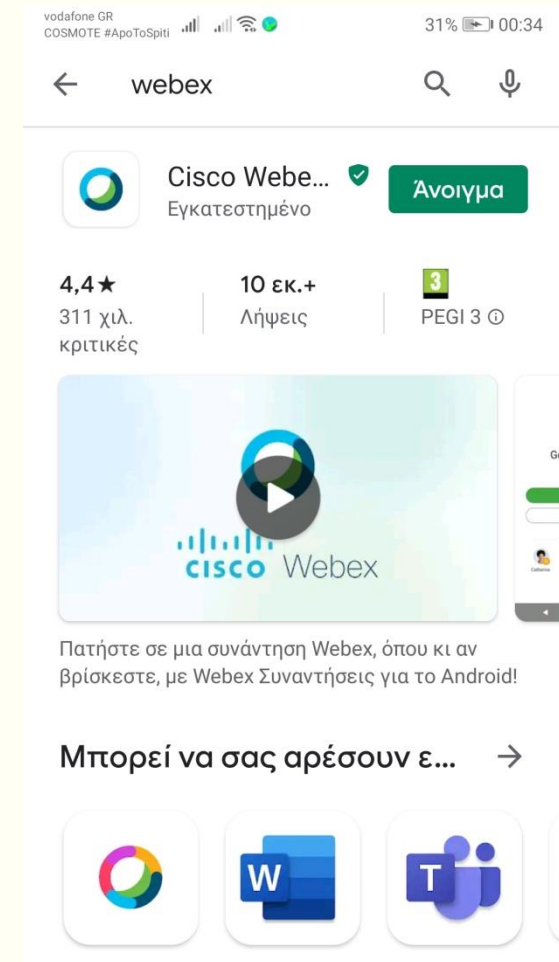 vodafone GR
COSMOTE #ApoToSpiti
31% 00:34
webex
Cisco Webe...
Εγκατεστημένο
Άνοιγμα
4,4★
311 χιλ.
κριτικές
10 εκ.+
Λήψεις
3
PEGI 3
CISCO Webex
Πατήστε σε μια συνάντηση Webex, όπου κι αν
βρίσκεστε, με Webex Συναντήσεις για το Android!
Μπορεί να σας αρέσουν ε...
W
T